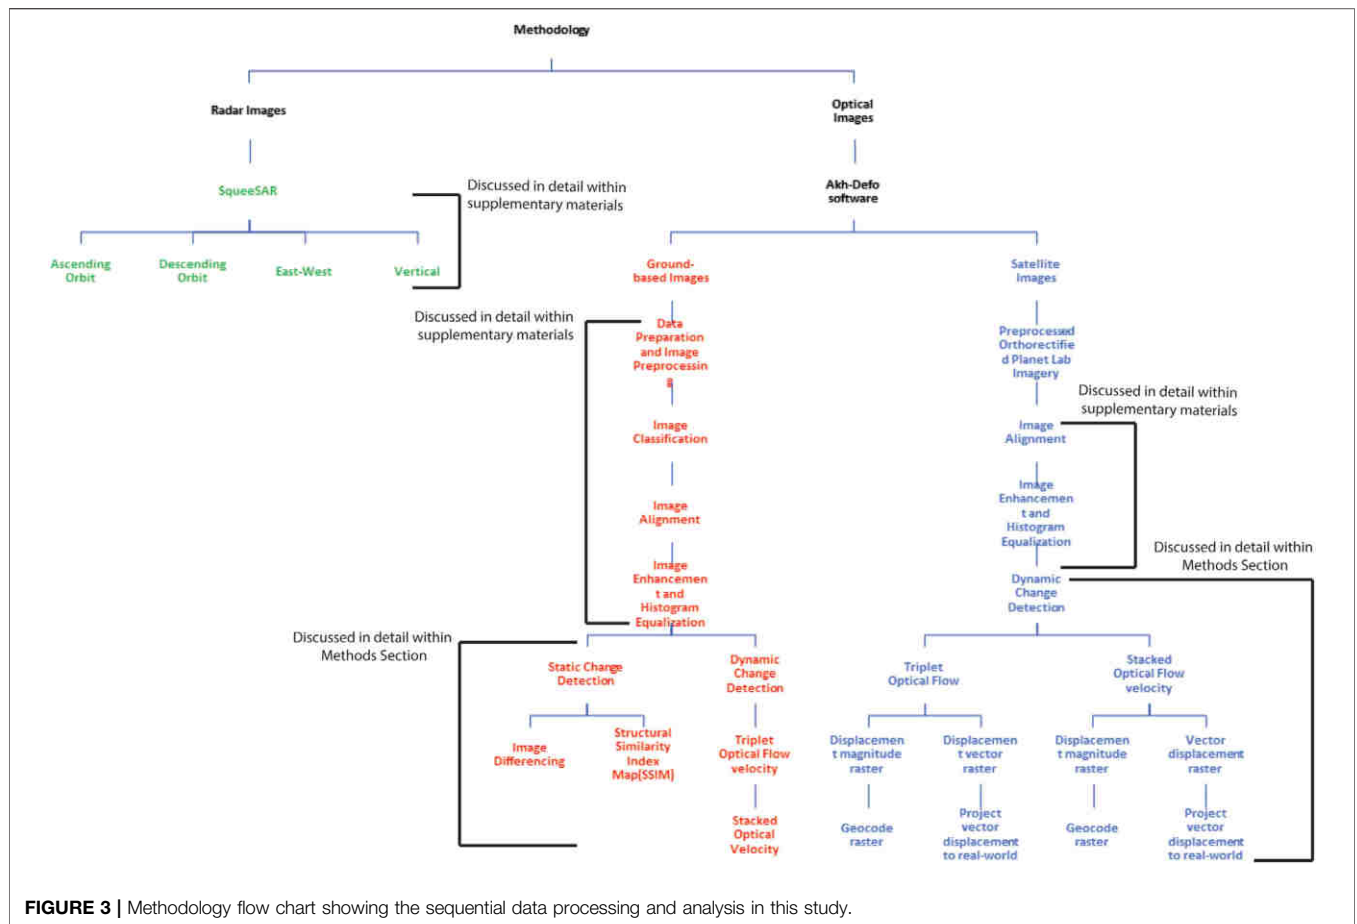 Methodology
Radar Images
Optical
Images
SqueeSAR
Discussed in detail within
supplementary materials
Akh-Defo
software
Ascending
Orbit
Descending
Orbit
East-West
Vertical
Ground-
based Images
Satellite
Images
Discussed in detail within
supplementary materials
Data
Preparation
and Image
Preprocessin
g
Preprocessed
Orthorectifie
d Planet Lab
Imagery
Discussed in detail within
supplementary materials
Image
Classification
Image
Alignment
Image
Alignment
Image
Enhancemen
t and
Histogram
Equalization
Discussed in detail within
Methods Section
Image
Enhancemen
t and
Histogram
Equalization
Dynamic
Change
Detection
Discussed in detail within
Methods Section
Static Change
Detection
Dynamic
Change
Detection
Triplet
Optical Flow
Stacked
Optical Flow
velocity
Image
Differencing
Structural
Similarity
Index
Map(SSIM)
Triplet
Optical Flow
velocity
Displacemen
t magnitude
raster
Displacemen
t vector
raster
Displacemen
t magnitude
raster
Vector
displacement
raster
Stacked
Optical
Velocity
Geocode
raster
Project
vector
displacement
to real-world
Geocode
raster
Project
vector
displacement
to real-world
FIGURE 3 | Methodology flow chart showing the sequential data processing and analysis in this study.